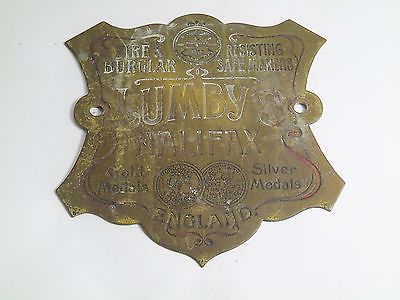 FIRE & RESISTING
BURGLAR SAFE MAKERS
LUMBY'S
HALIFAX
Gold Medals
Silver Medals
ENGLAND.